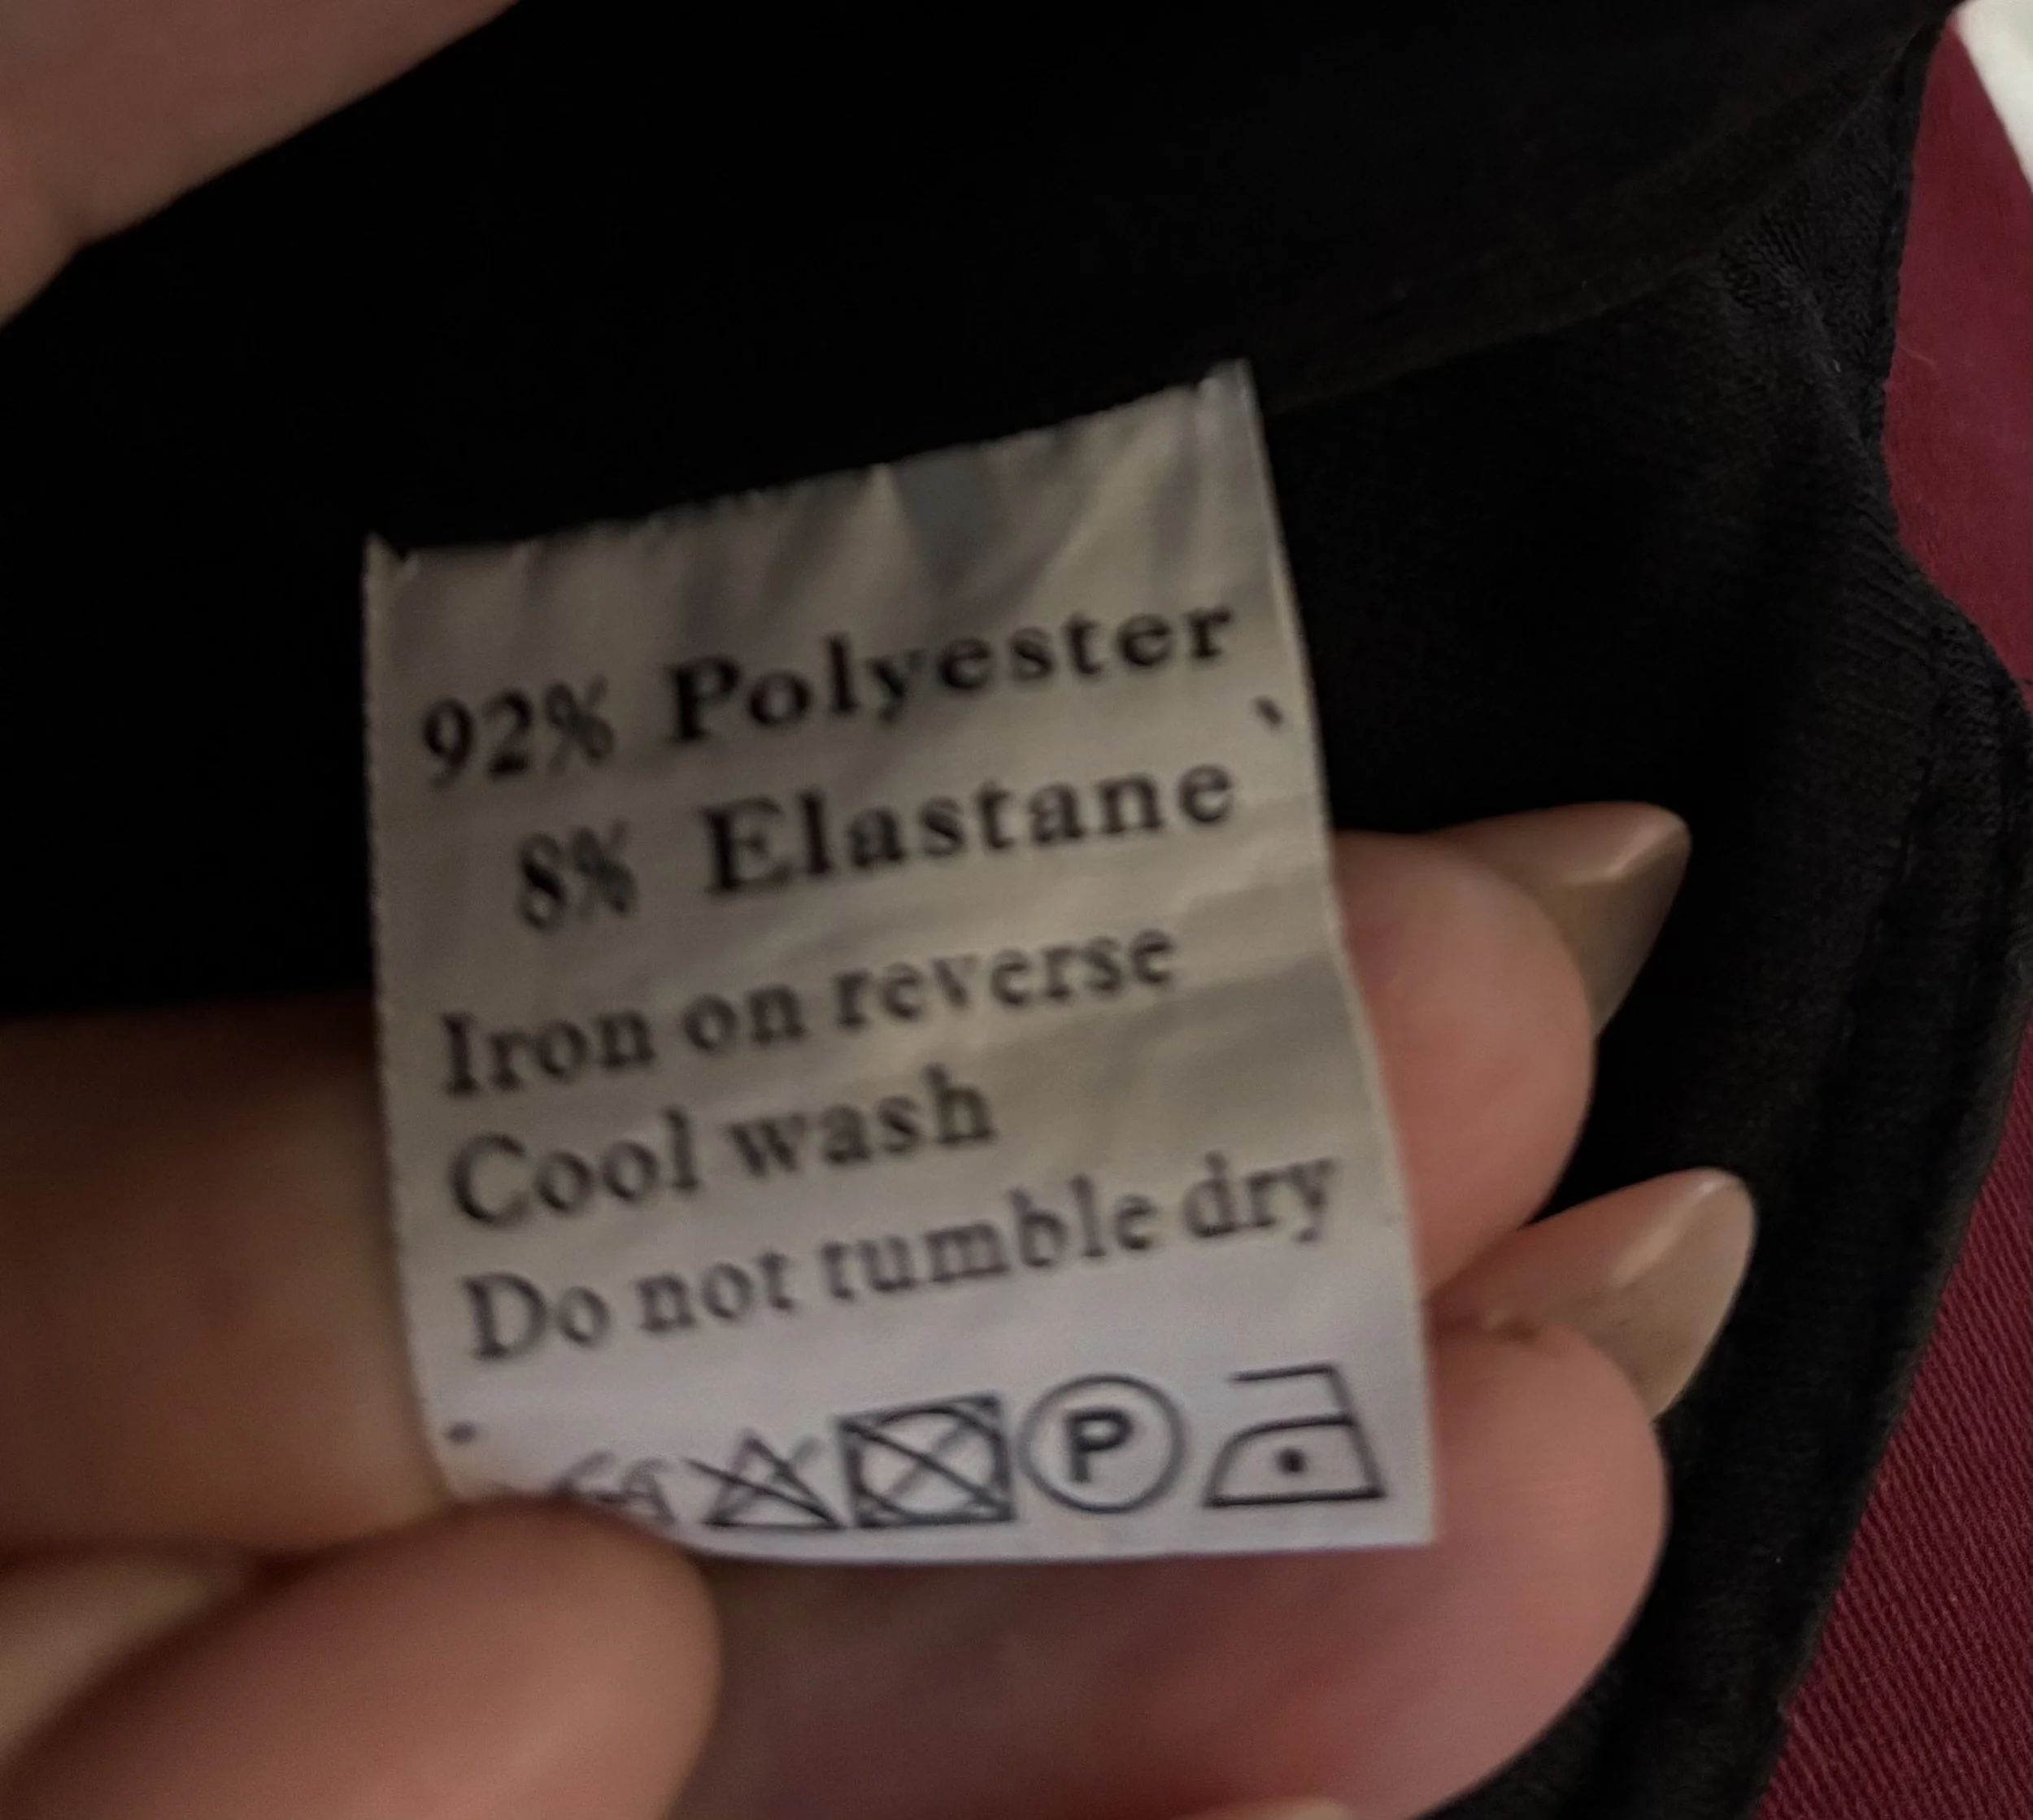 92% Polyester
8% Elastane
Iron on reverse
Cool wash
Do not tumble dry
P